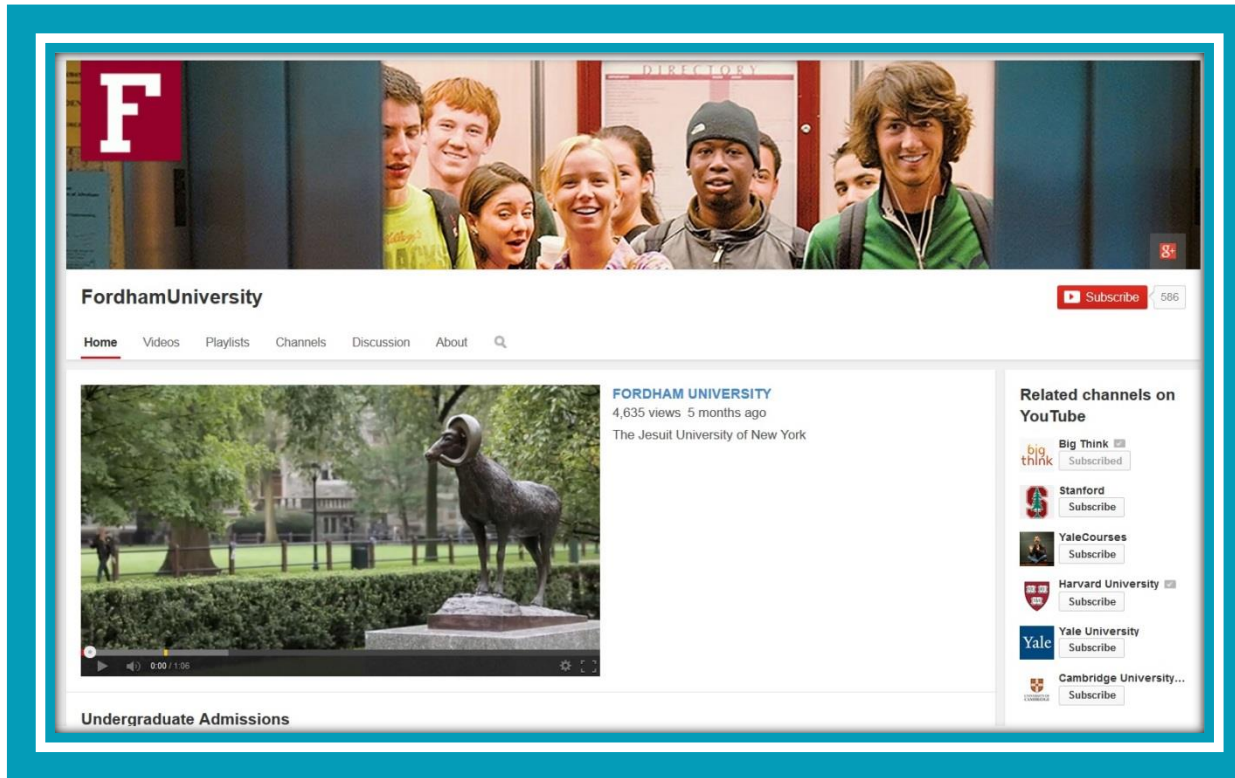 DIRECTORY
F
g+
FordhamUniversity
Subscribe 586
Home Videos Playlists Channels Discussion About
FORDHAM UNIVERSITY
4,635 views 5 months ago
The Jesuit University of New York
0:00 / 1:06
Undergraduate Admissions
Related channels on
YouTube
big
think
Big Think
Subscribed
Stanford
Subscribe
YaleCourses
Subscribe
Harvard University
Subscribe
Yale
Yale University
Subscribe
Cambridge University...
Subscribe